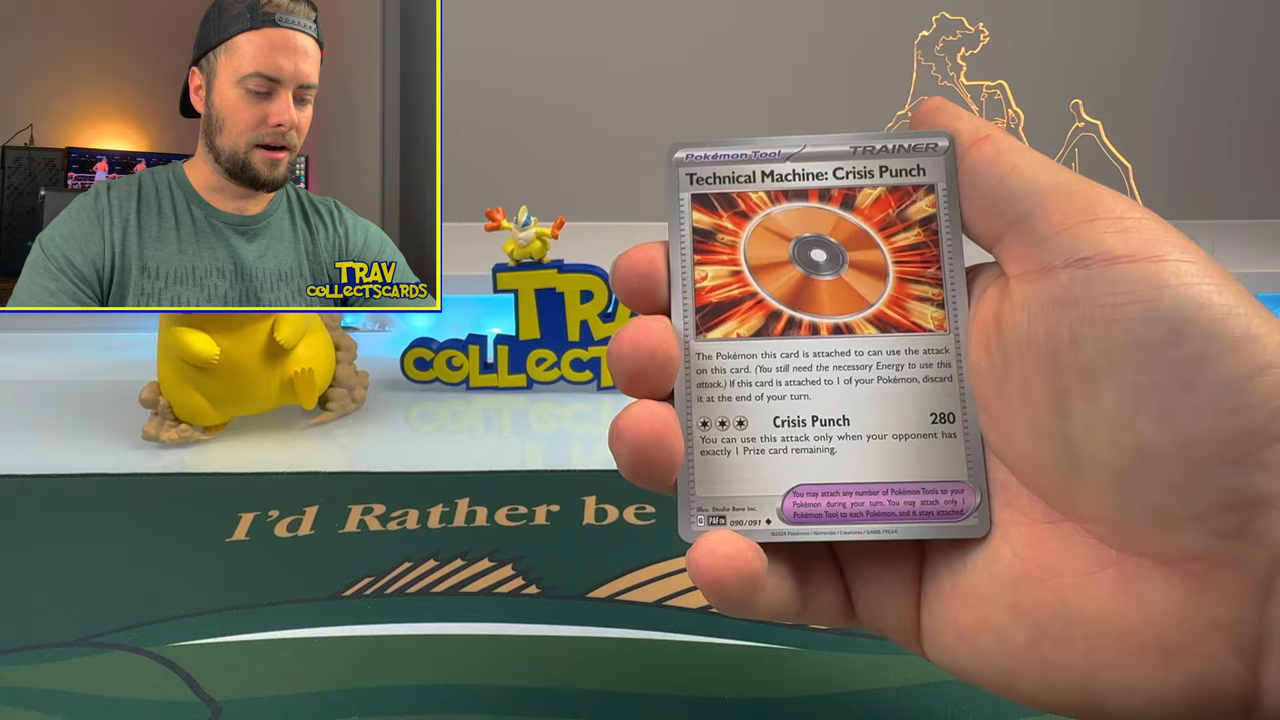 TRAV
COLLECTSCARDS
TRA
COLLECT
I'd Rather be
Pokémon Tool
TRAINER
Technical Machine: Crisis Punch
The Pokémon this card is attached to can use the attack
on this card. (You still need the necessary Energy to use this
attack.) If this card is attached to 1 of your Pokémon, discard
it at the end of your turn.
Crisis Punch 280
You can use this attack only when your opponent has
exactly 1 Prize card remaining.
You may attach any number of Pokémon Tools to your
Pokémon during your turn. You may attach only 1
Pokémon Tool to each Pokémon, and it stays attached.
Illus. Studio Bora Inc.
G PAF EN 090/091
©2024 Pokémon / Nintendo / Creatures / GAME FREAK